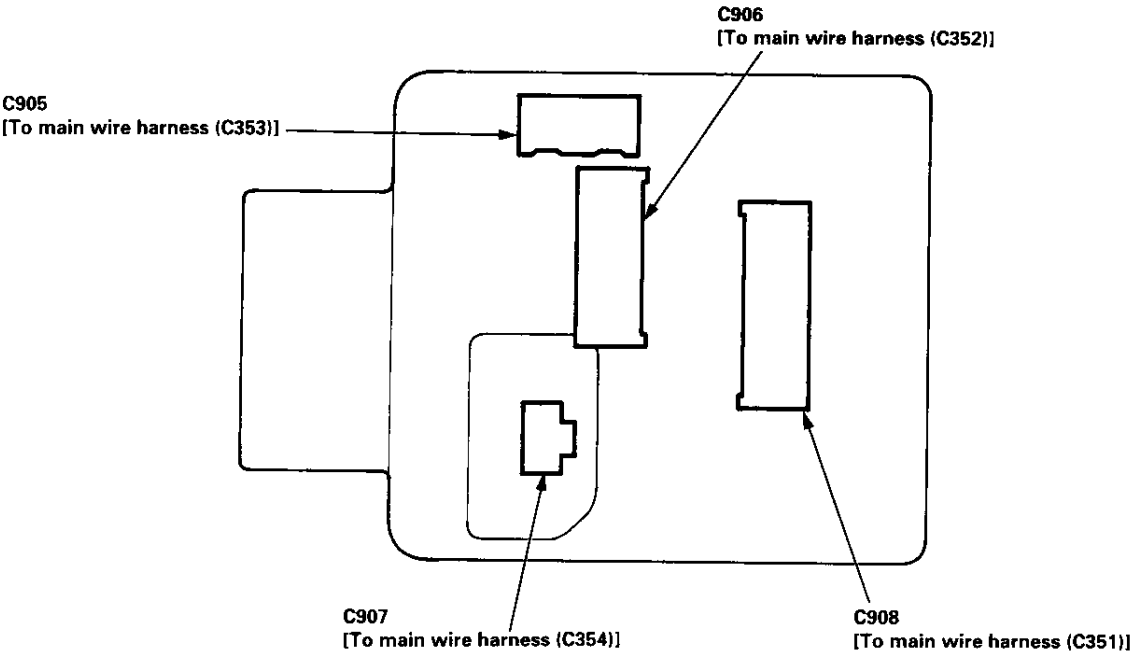 C906
[To main wire harness (C352)]
C905
[To main wire harness (C353)]
C907
[To main wire harness (C354)]
C908
[To main wire harness (C351)]